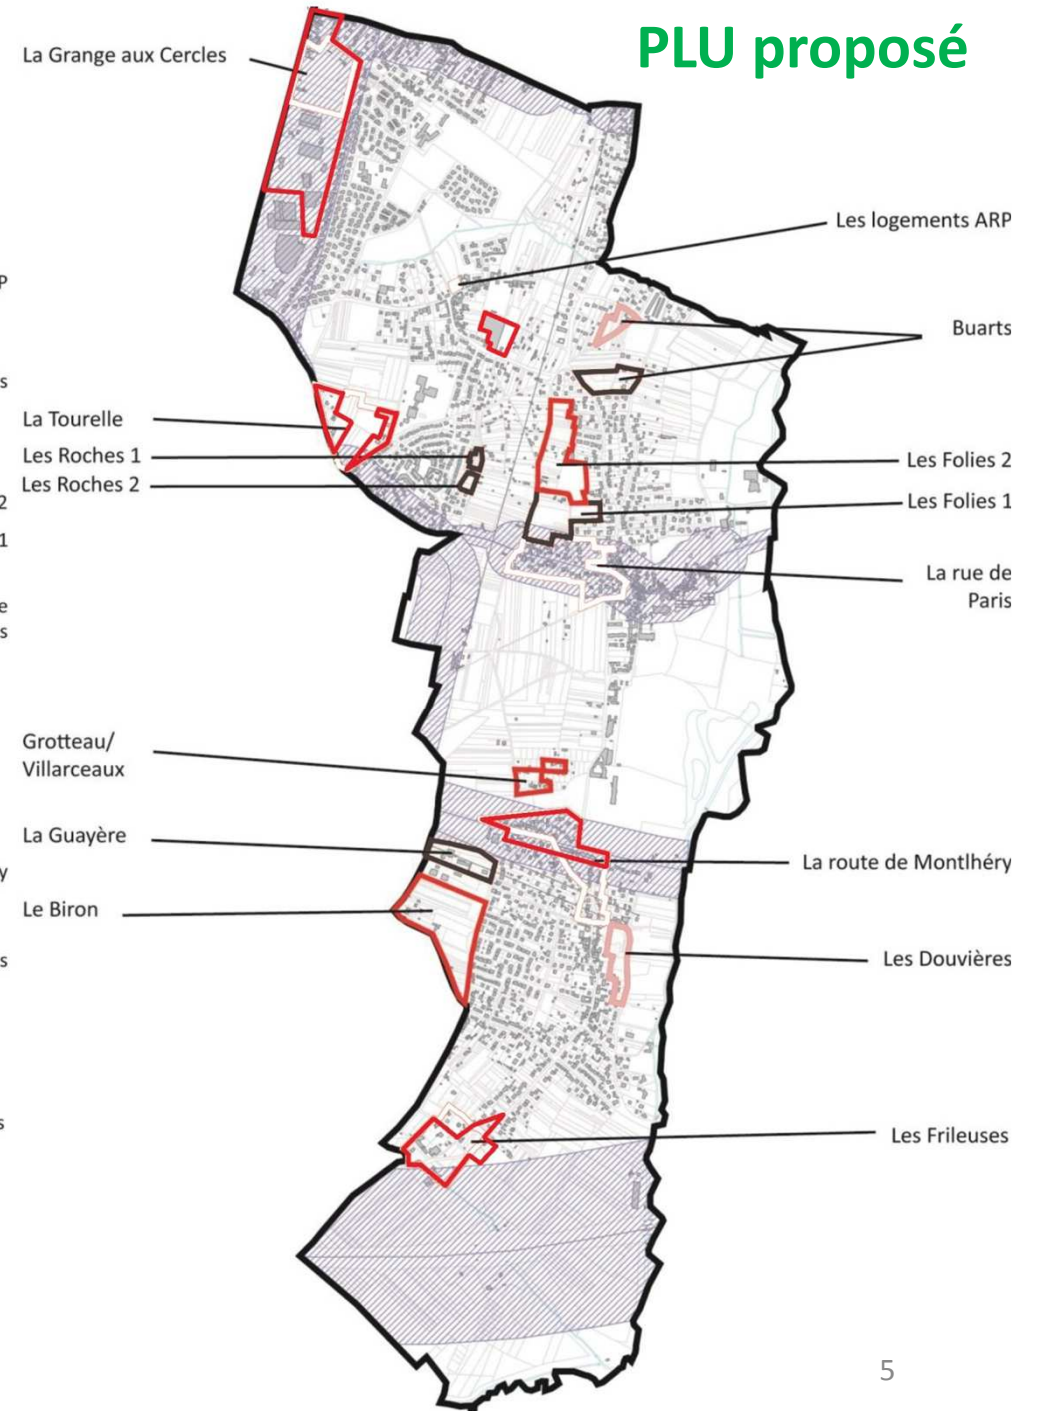 PLU proposé
La Grange aux Cercles
Les logements ARP
P
Buarts
s
La Tourelle
Les Roches 1
Les Folies 2
Les Roches 2
2
Les Folies 1
1
La rue de
Paris
e
s
Grotteau/
Villarceaux
La Guayère
La route de Montlhéry
y
Le Biron
Les Douvières
s
s
Les Frileuses
5